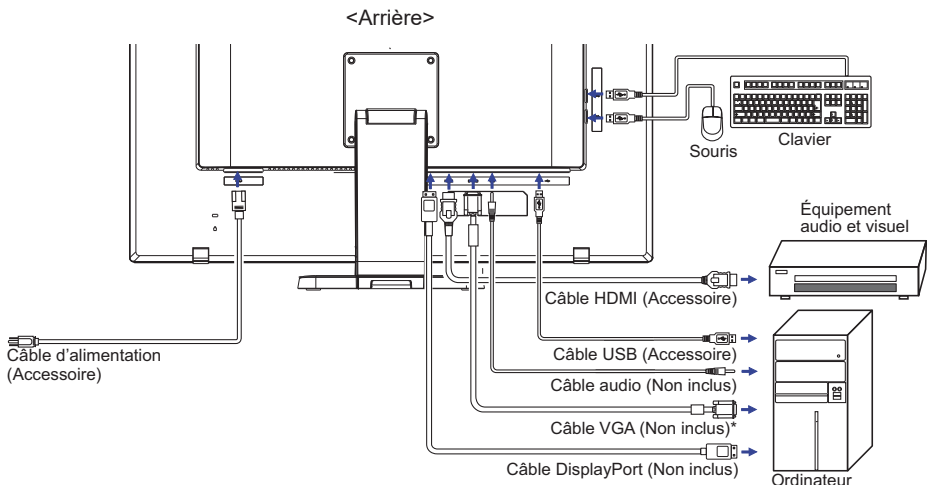 <Arrière>
Souris
Clavier
Équipement
audio et visuel
Câble HDMI (Accessoire)
Câble d’alimentation
(Accessoire)
Câble USB (Accessoire)
Câble audio (Non inclus)
Câble VGA (Non inclus)*
Câble DisplayPort (Non inclus)
Ordinateur